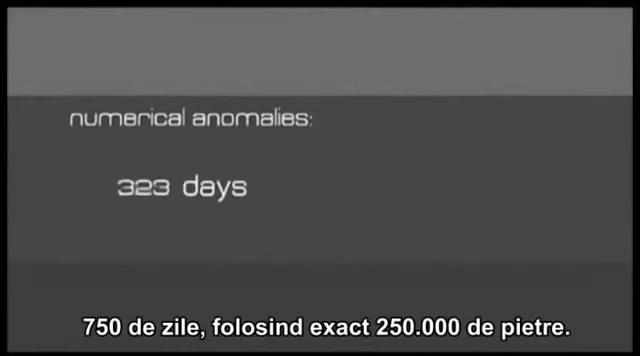 numerical anomalies:
323 days
750 de zile, folosind exact 250.000 de pietre.